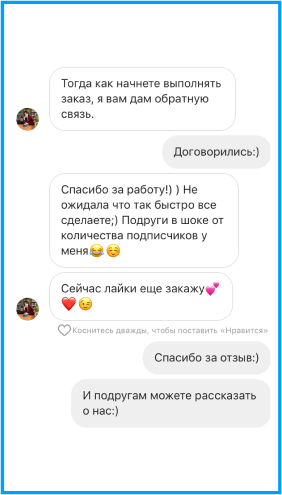 Тогда как начнете выполнять
заказ, я вам дам обратную
связь.
Договорились:)
Спасибо за работу!) ) Не
ожидала что так быстро все
сделаете;) Подруги в шоке от
количества подписчиков у
меня😂☺️
Сейчас лайки еще закажу💕
❤️😉
Коснитесь дважды, чтобы поставить «Нравится»
Спасибо за отзыв:)
И подругам можете рассказать
о нас:)